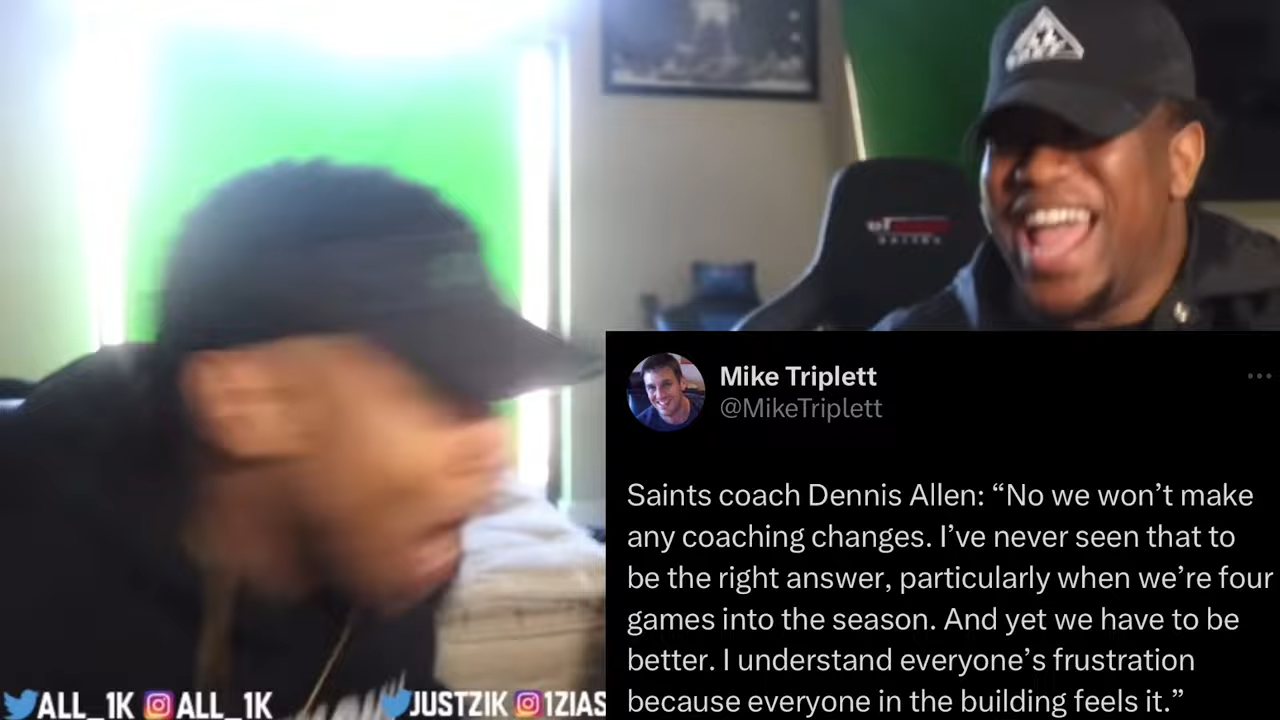 Mike Triplett
@MikeTriplett
Saints coach Dennis Allen: “No we won’t make
any coaching changes. I’ve never seen that to
be the right answer, particularly when we’re four
games into the season. And yet we have to be
better. I understand everyone’s frustration
because everyone in the building feels it.”
ALL_1K ALL_1K JUSTZIK 1ZIAS